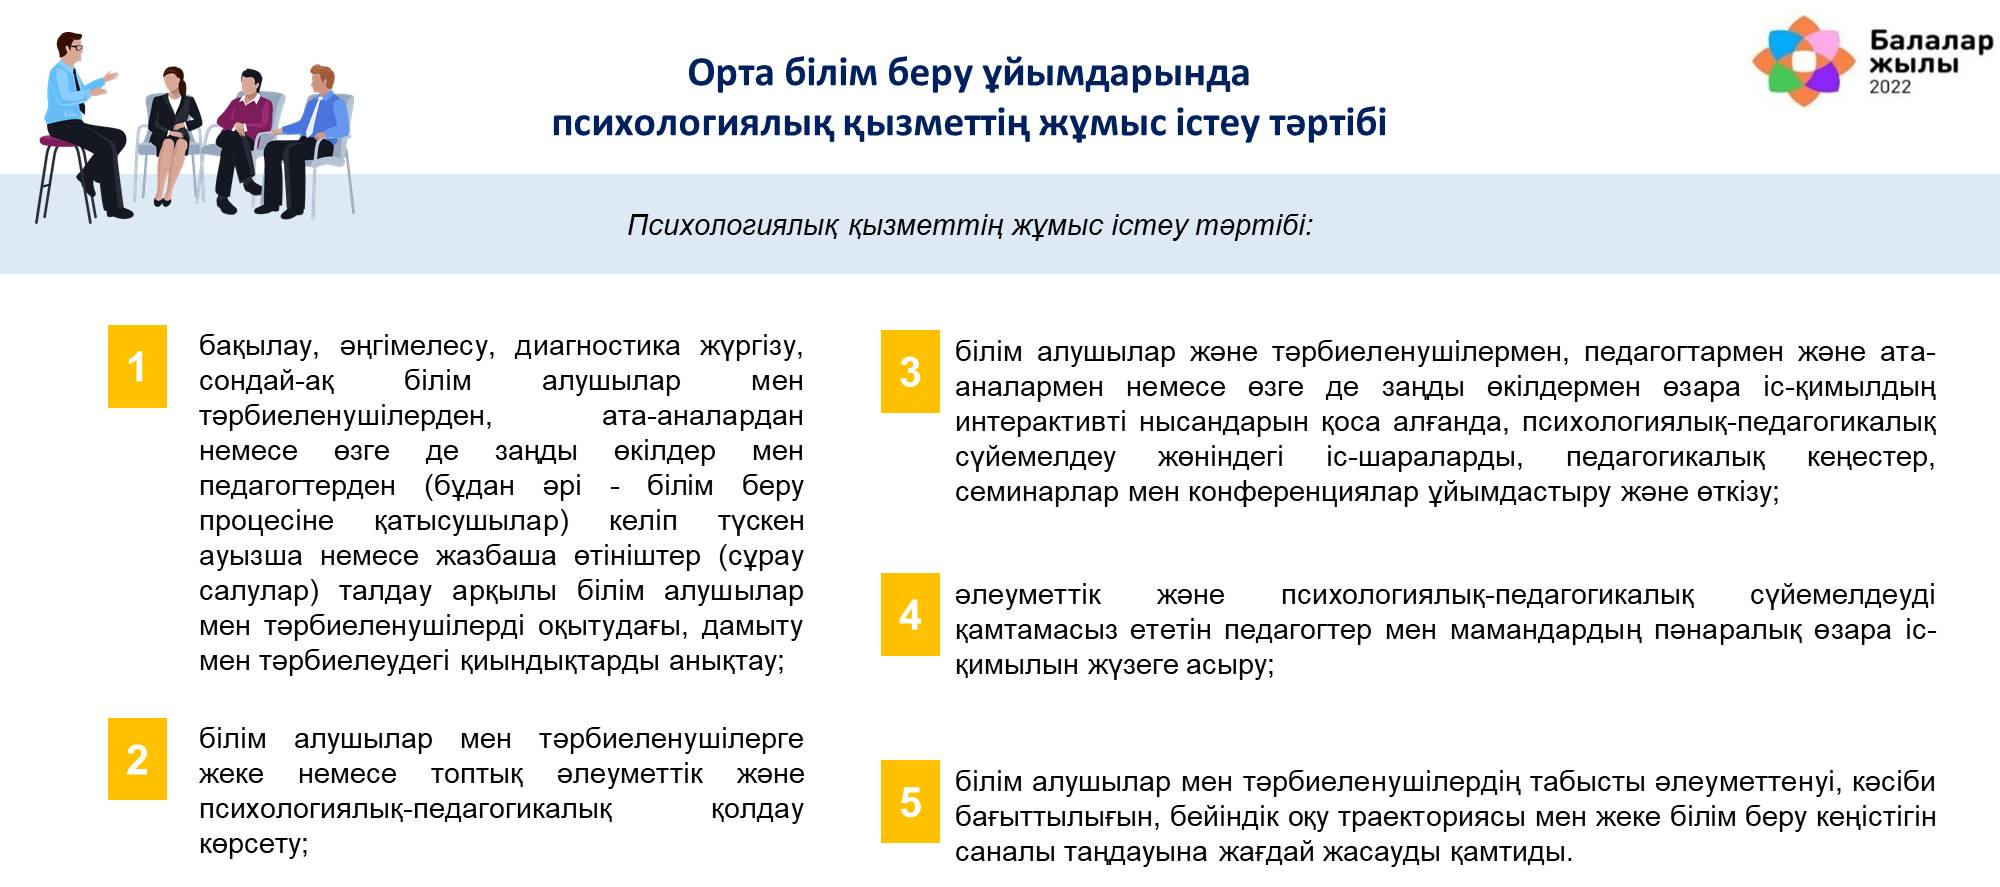 Орта білім беру ұйымдарында
психологиялық қызметтің жұмыс істеу тәртібі
Балалар
жылы
2022
Психологиялық қызметтің жұмыс істеу тәртібі:
1
бақылау, әңгімелесу, диагностика жүргізу,
сондай-ақ білім алушылар мен
тәрбиеленушілерден, ата-аналардан
немесе өзге де заңды өкілдер мен
педагогтерден (бұдан әрі - білім беру
процесіне қатысушылар) келіп түскен
ауызша немесе жазбаша өтініштер (сұрау
салулар) талдау арқылы білім алушылар
мен тәрбиеленушілерді оқытудағы, дамыту
мен тәрбиелеудегі қиындықтарды анықтау;
2
білім алушылар мен тәрбиеленушілерге
жеке немесе топтық әлеуметтік және
психологиялық-педагогикалық қолдау
көрсету;
3
білім алушылар және тәрбиеленушілермен, педагогтармен және ата-
аналармен немесе өзге де заңды өкілдермен өзара іс-қимылдың
интерактивті нысандарын қоса алғанда, психологиялық-педагогикалық
сүйемелдеу жөніндегі іс-шараларды, педагогикалық кеңестер,
семинарлар мен конференциялар ұйымдастыру және өткізу;
4
әлеуметтік және психологиялық-педагогикалық сүйемелдеуді
қамтамасыз ететін педагогтер мен мамандардың пәнаралық өзара іс-
қимылын жүзеге асыру;
5
білім алушылар мен тәрбиеленушілердің табысты әлеуметтенуі, кәсіби
бағыттылығын, бейіндік оқу траекториясы мен жеке білім беру кеңістігін
саналы таңдауына жағдай жасауды қамтиды.